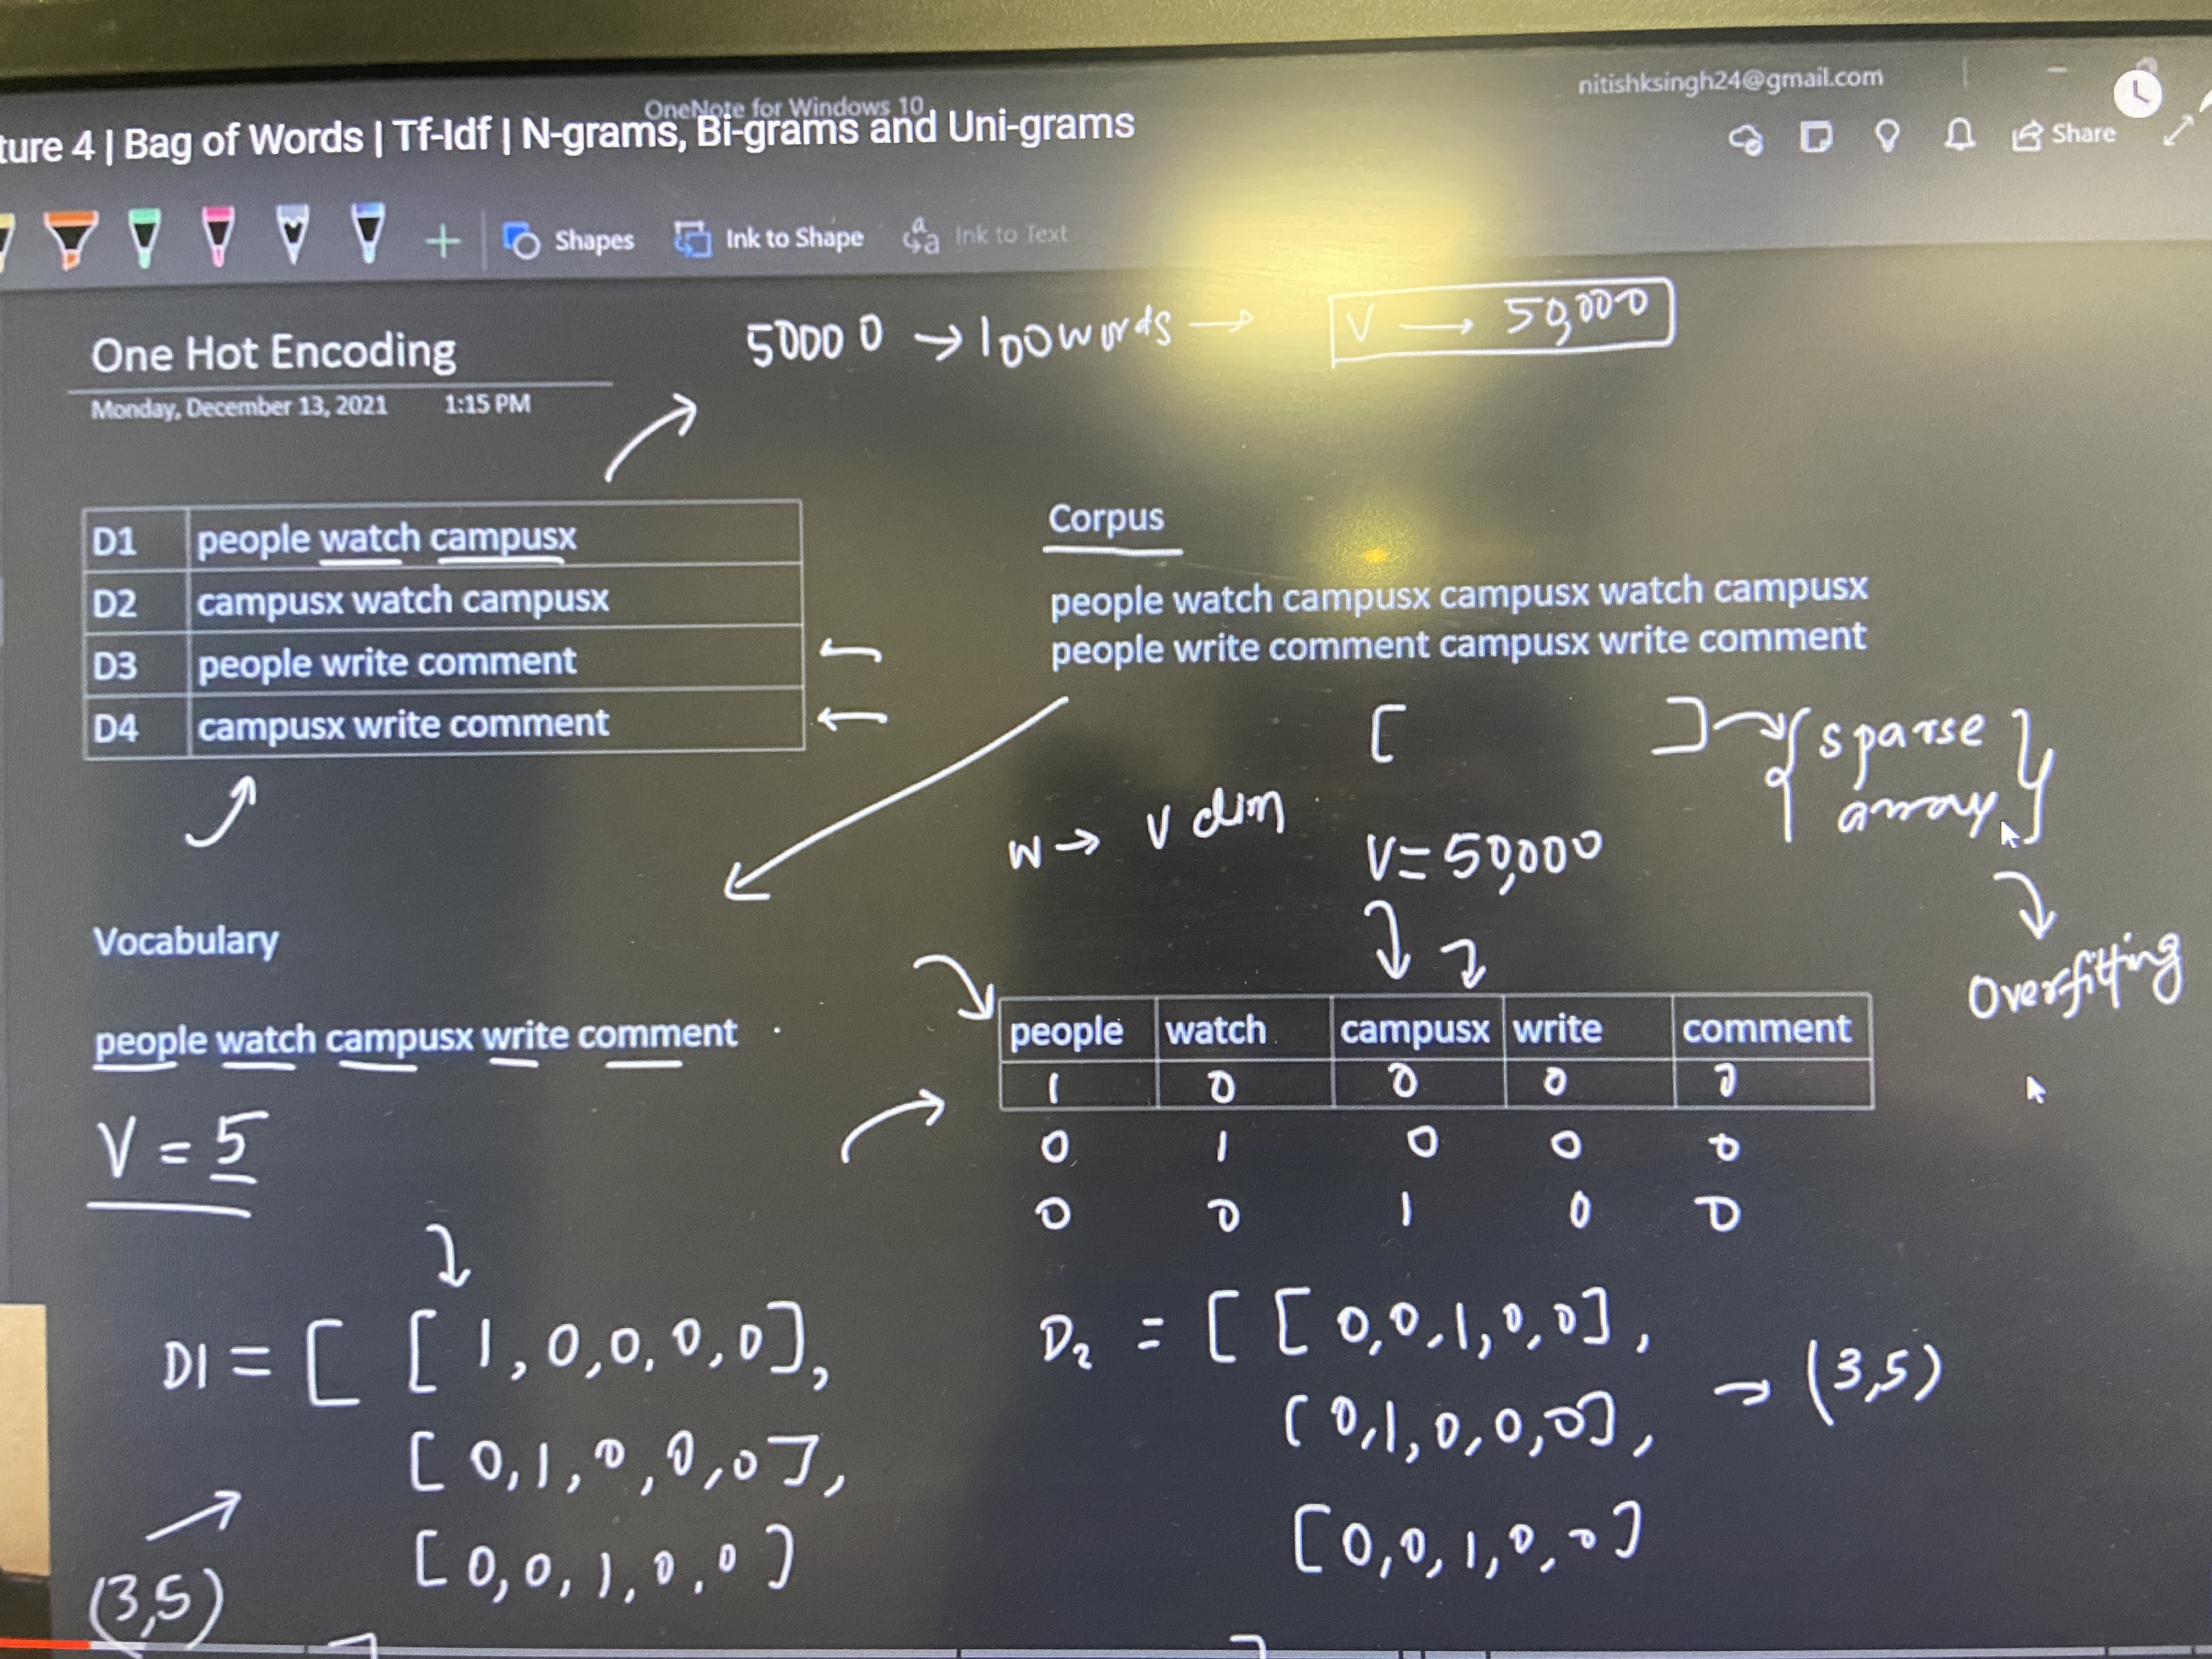 nitishksingh24@gmail.com
OneNote for Windows 10
ture 4 | Bag of Words | Tf-Idf | N-grams, Bi-grams and Uni-grams
Share
Shapes
Ink to Shape
Ink to Text
One Hot Encoding
Monday, December 13, 2021 1:15 PM
50000 → 100 words → V → 50,000
D1 people watch campusx
D2 campusx watch campusx
D3 people write comment
D4 campusx write comment
Corpus
people watch campusx campusx watch campusx
people write comment campusx write comment
[ ] → { sparse
array }
W → V dim
V = 50,000
Overfitting
Vocabulary
people watch campusx write comment
V = 5
people watch campusx write comment
1 0 0 0 0
0 1 0 0 0
0 0 1 0 0
D1 = [ [ 1, 0, 0, 0, 0 ],
[ 0, 1, 0, 0, 0 ],
[ 0, 0, 1, 0, 0 ]
(3,5)
D2 = [ [ 0, 0, 1, 0, 0 ],
[ 0, 1, 0, 0, 0 ],
[ 0, 0, 1, 0, 0 ]
→ (3,5)